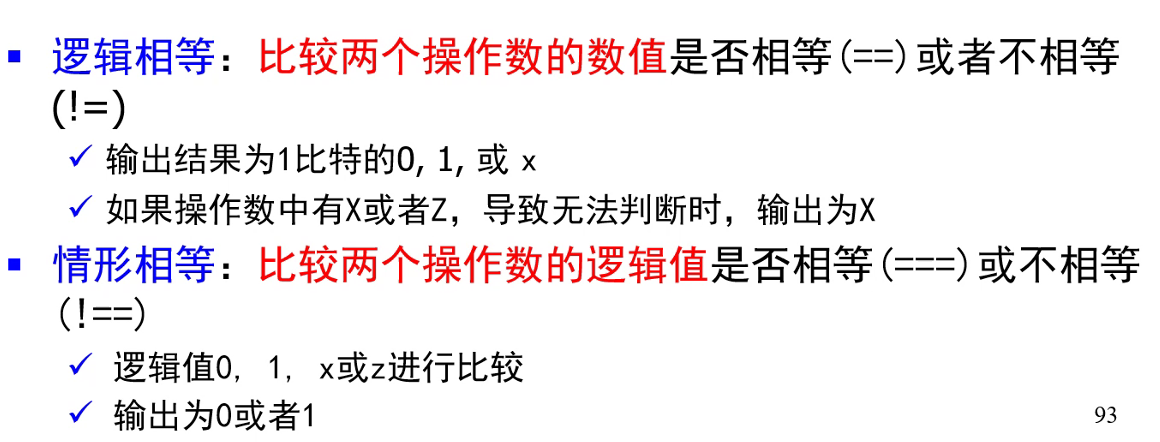 ▪ 逻辑相等：比较两个操作数的数值是否相等(==)或者不相等
(!=)
✓ 输出结果为1比特的0, 1, 或 x
✓ 如果操作数中有X或者Z，导致无法判断时，输出为X
▪ 情形相等：比较两个操作数的逻辑值是否相等(===)或不相等
(!==)
✓ 逻辑值0, 1, x或z进行比较
✓ 输出为0或者1
93